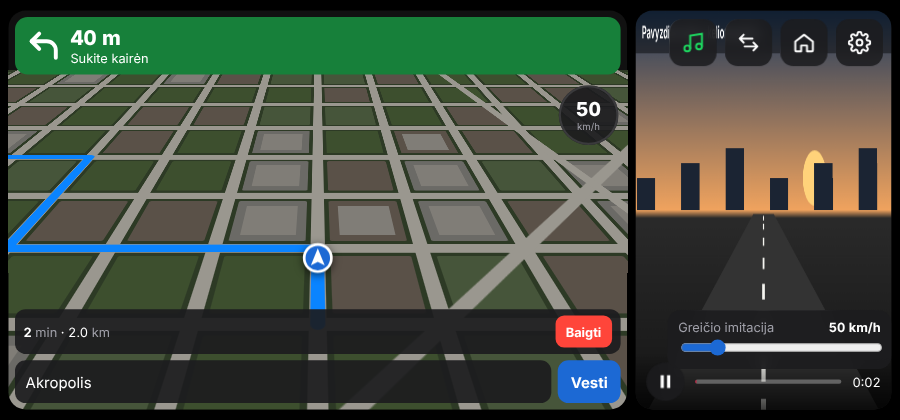 40 m
Sukite kairėn
50
km/h
2 min · 2.0 km
Baigti
Akropolis
Vesti
Greičio imitacija
50 km/h
0:02